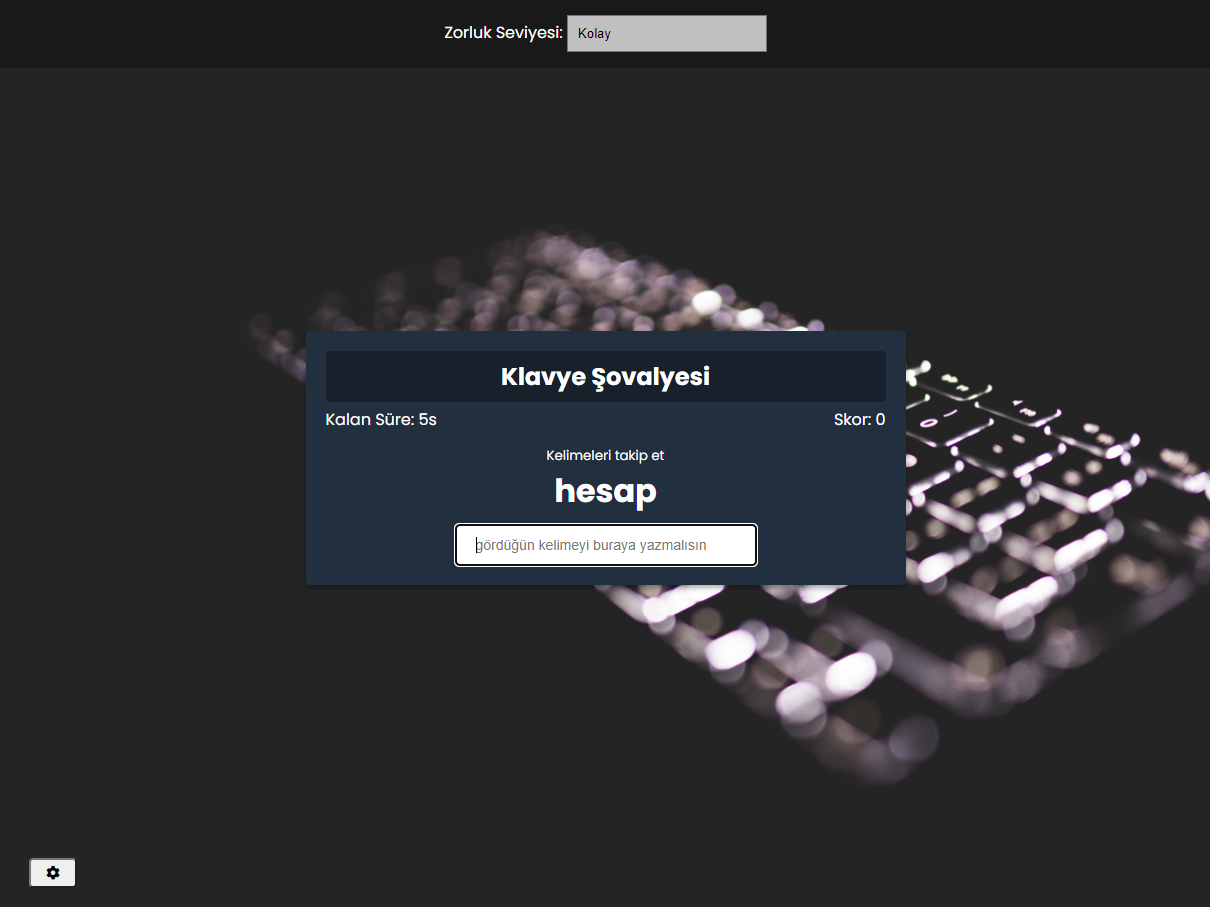 Zorluk Seviyesi: Kolay
Klavye Şovalyesi
Kalan Süre: 5s Skor: 0
Kelimeleri takip et
hesap
gördüğün kelimeyi buraya yazmalısın